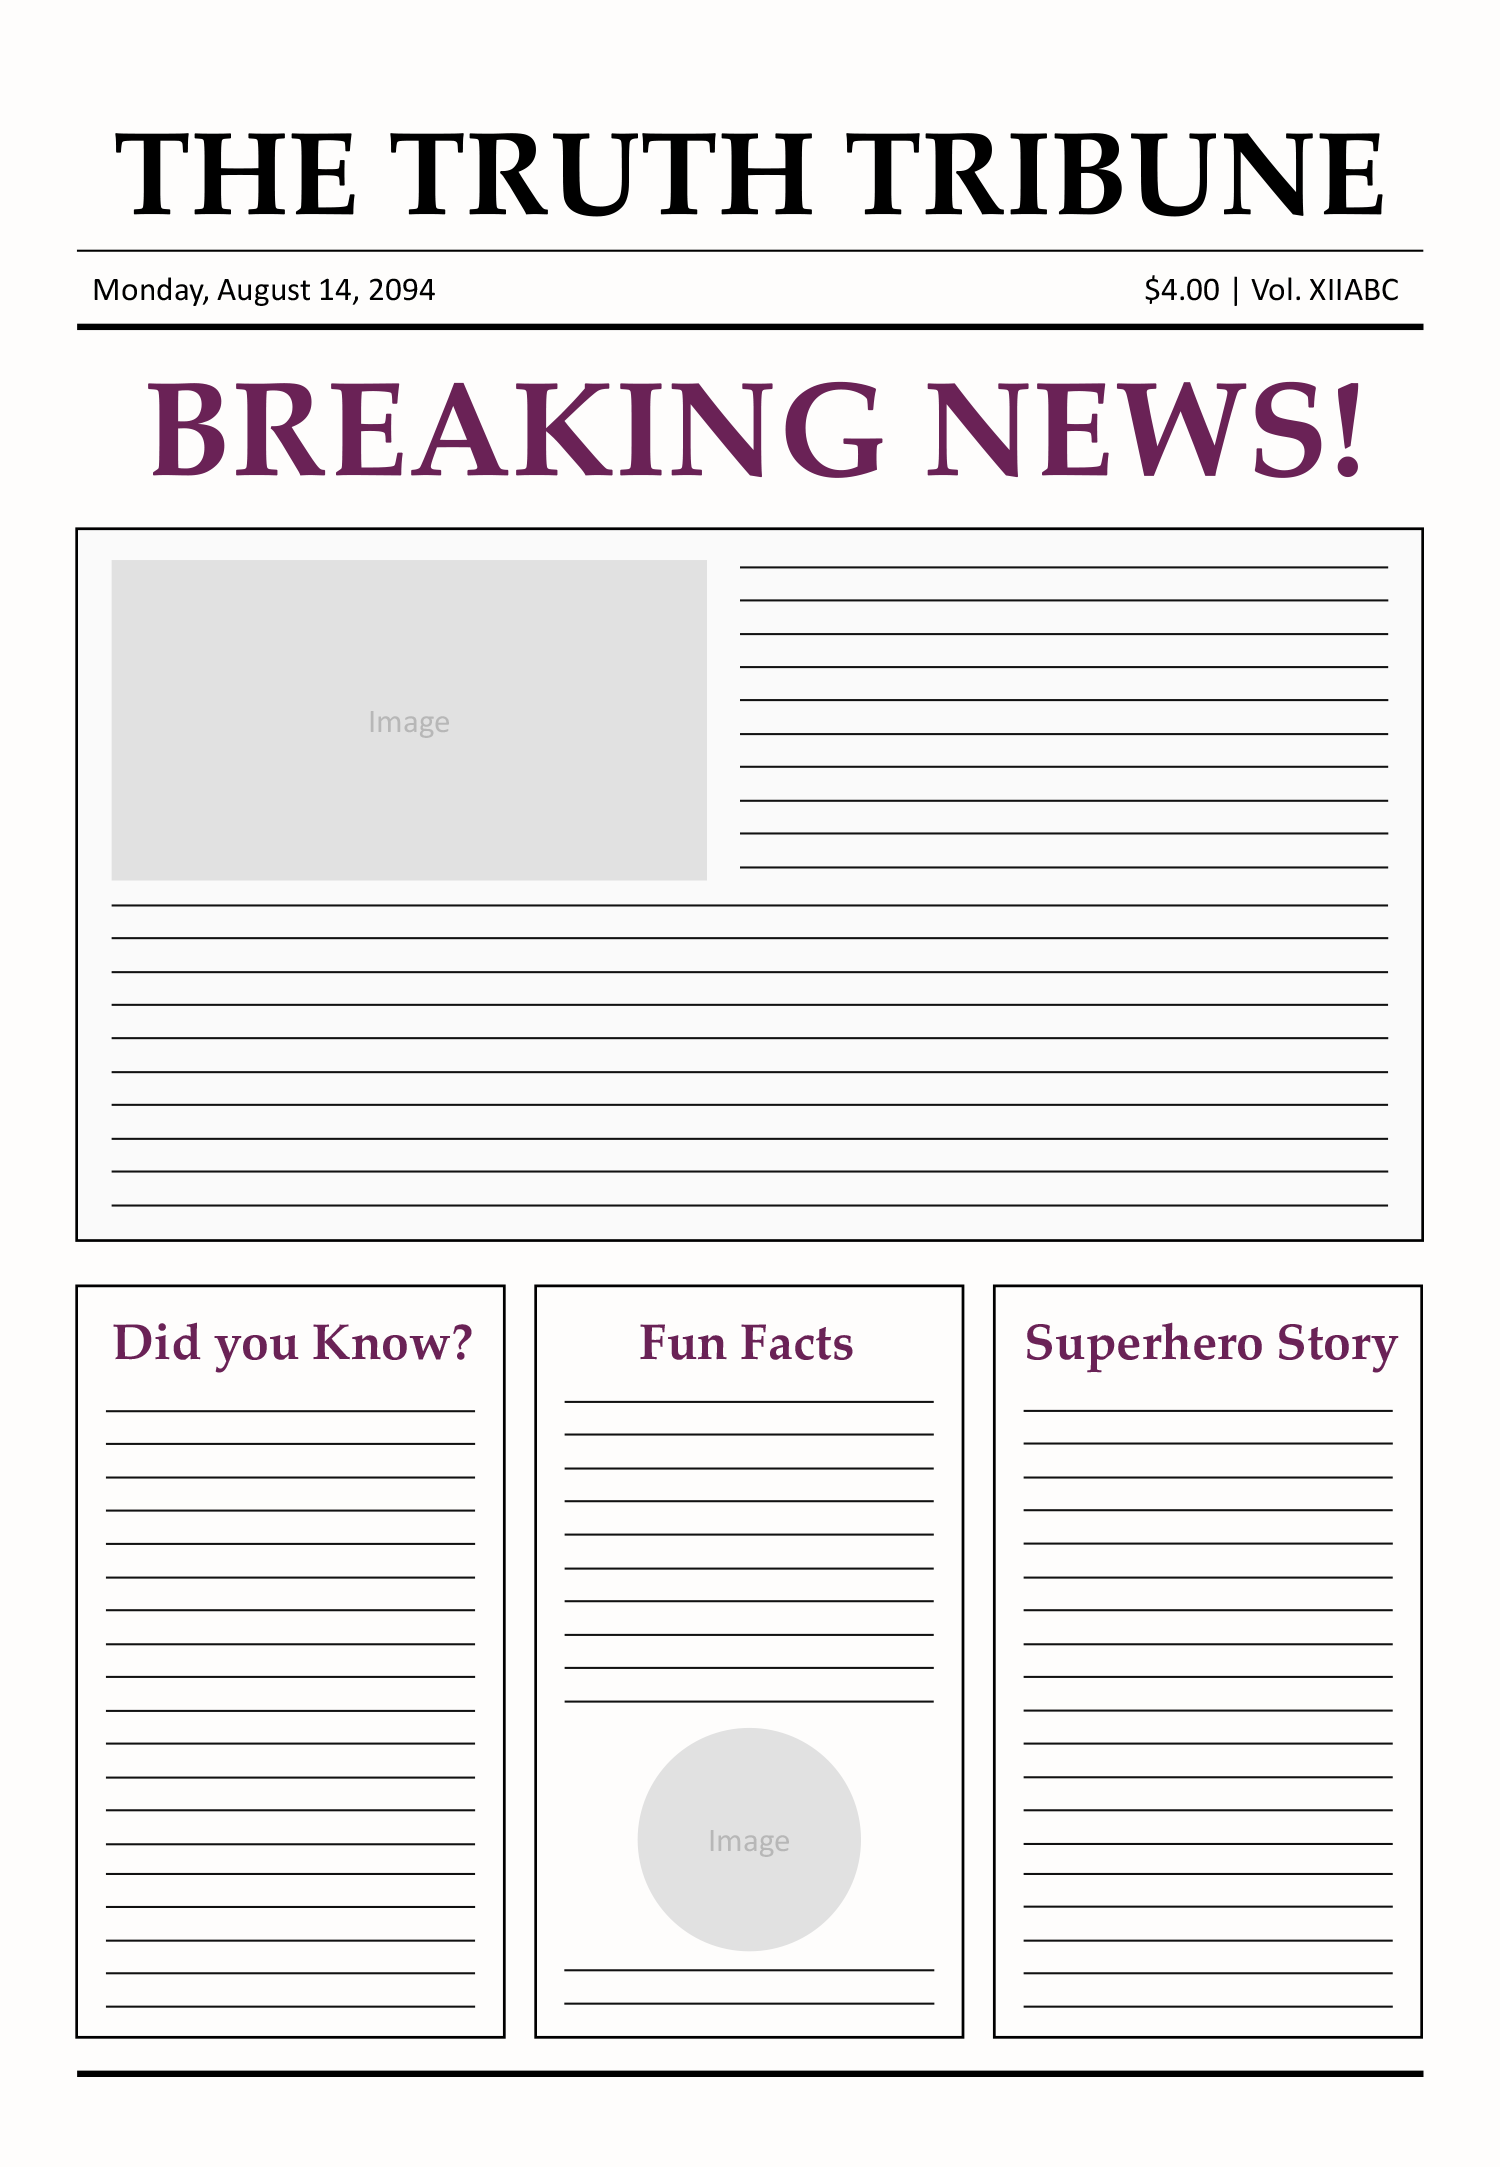 THE TRUTH TRIBUNE
Monday, August 14, 2094
$4.00 | Vol. XIIABC
BREAKING NEWS!
Image
Did you Know?
Fun Facts
Image
Superhero Story